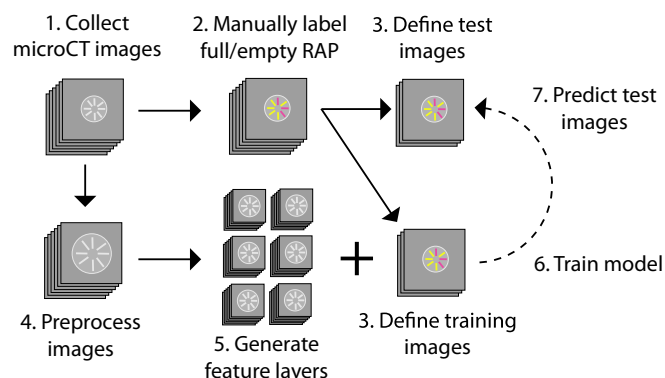 1. Collect
microCT images
2. Manually label
full/empty RAP
3. Define test
images
7. Predict test
images
6. Train model
4. Preprocess
images
5. Generate
feature layers
3. Define training
images